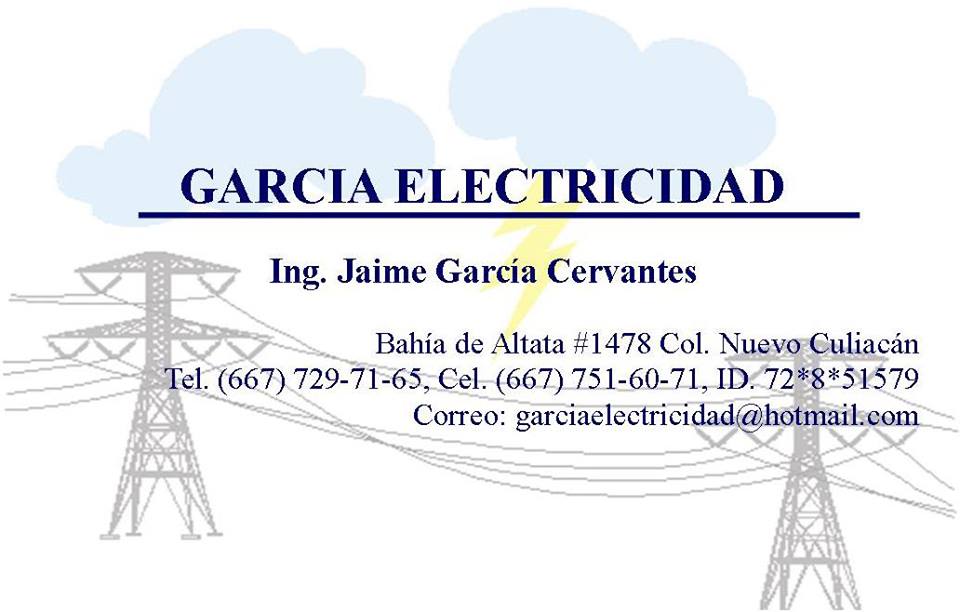 GARCIA ELECTRICIDAD
Ing. Jaime García Cervantes
Bahía de Altata #1478 Col. Nuevo Culiacán
Tel. (667) 729-71-65, Cel. (667) 751-60-71, ID. 72*8*51579
Correo: garciaelectricidad@hotmail.com